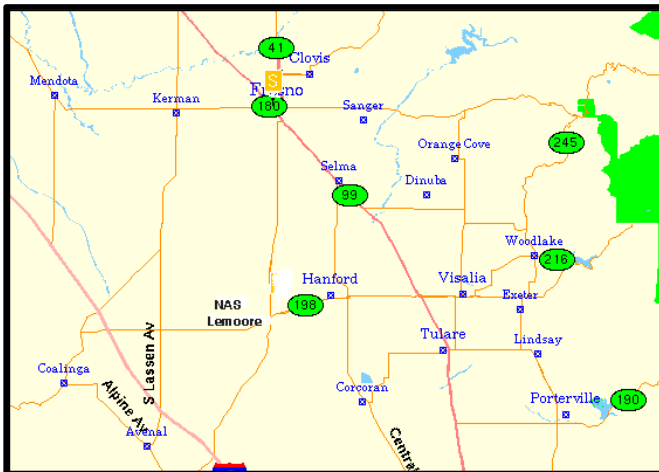 41
Clovis
S
Mendota
Fresno
Kerman
180
Sanger
245
Orange Cove
Selma
Dinuba
99
Woodlake
216
Hanford
Visalia
NAS
Lemoore
198
Exeter
Tulare
Lindsay
S Lassen Av
Coalinga
Alpine Av
Corcoran
Porterville
190
Avenal
Central